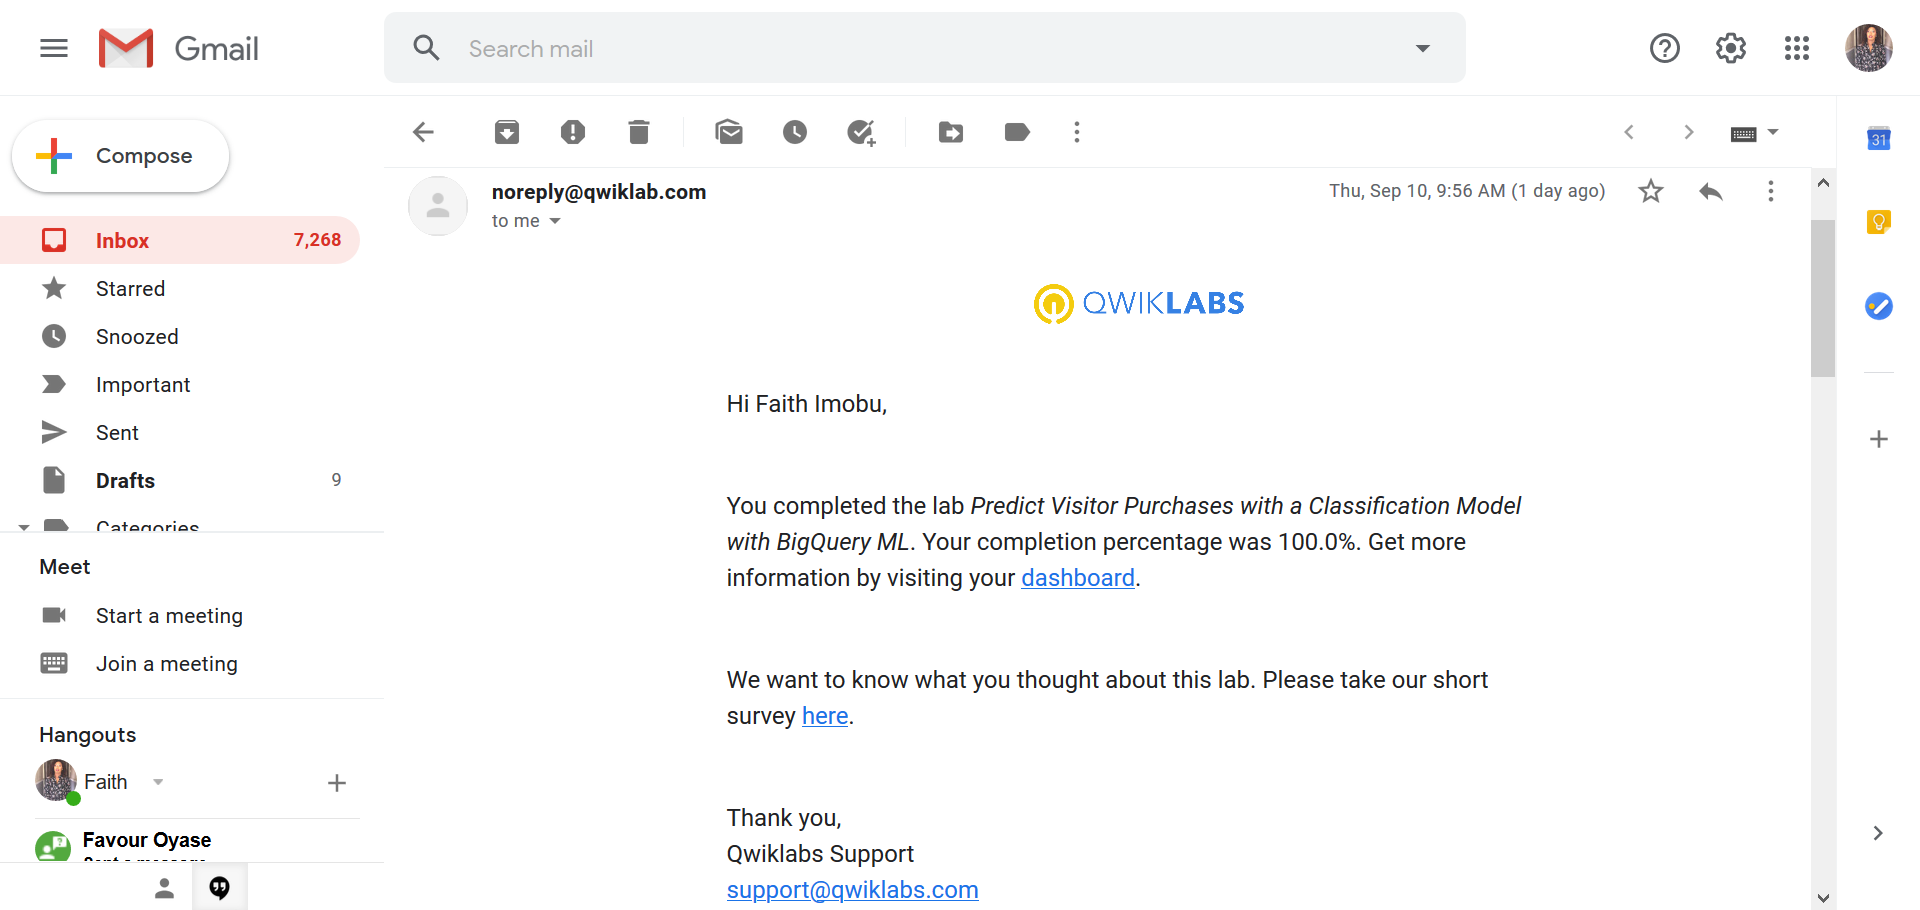 Gmail
Search mail
Compose
Inbox 7,268
Starred
Snoozed
Important
Sent
Drafts 9
Categories
Meet
Start a meeting
Join a meeting
Hangouts
Faith
Favour Oyase
noreply@qwiklab.com
Thu, Sep 10, 9:56 AM (1 day ago)
to me
QWIKLABS
Hi Faith Imobu,
You completed the lab Predict Visitor Purchases with a Classification Model
with BigQuery ML. Your completion percentage was 100.0%. Get more
information by visiting your dashboard.
We want to know what you thought about this lab. Please take our short
survey here.
Thank you,
Qwiklabs Support
support@qwiklabs.com
31